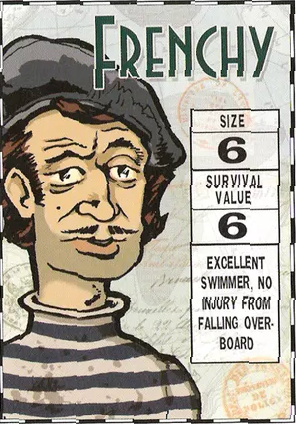 FRENCHY
SIZE
6
SURVIVAL
VALUE
6
EXCELLENT
SWIMMER, NO
INJURY FROM
FALLING OVER-
BOARD